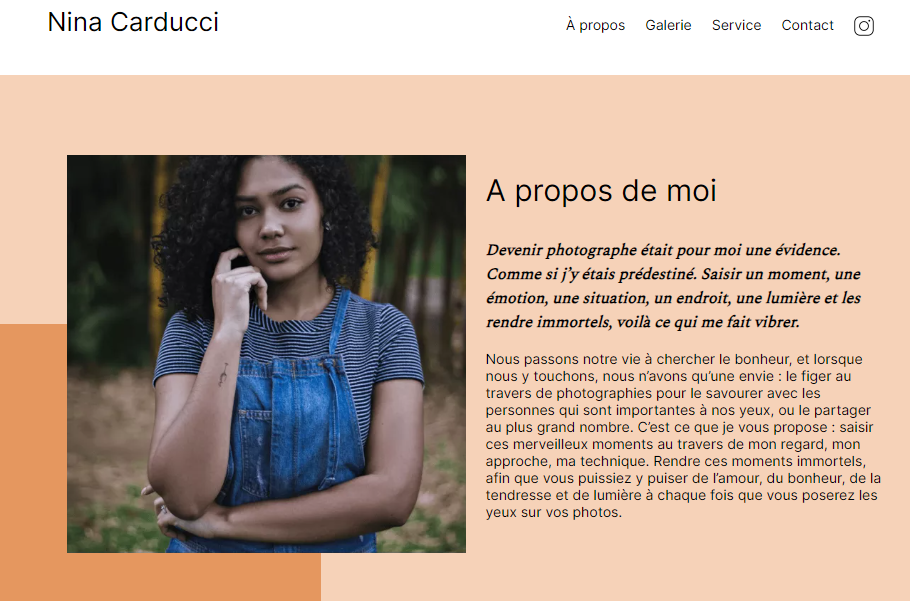 Nina Carducci
À propos Galerie Service Contact
A propos de moi
Devenir photographe était pour moi une évidence.
Comme si j’y étais prédestiné. Saisir un moment, une
émotion, une situation, un endroit, une lumière et les
rendre immortels, voilà ce qui me fait vibrer.
Nous passons notre vie à chercher le bonheur, et lorsque
nous y touchons, nous n’avons qu’une envie : le figer au
travers de photographies pour le savourer avec les
personnes qui sont importantes à nos yeux, ou le partager
au plus grand nombre. C’est ce que je vous propose : saisir
ces merveilleux moments au travers de mon regard, mon
approche, ma technique. Rendre ces moments immortels,
afin que vous puissiez y puiser de l’amour, du bonheur, de la
tendresse et de lumière à chaque fois que vous poserez les
yeux sur vos photos.